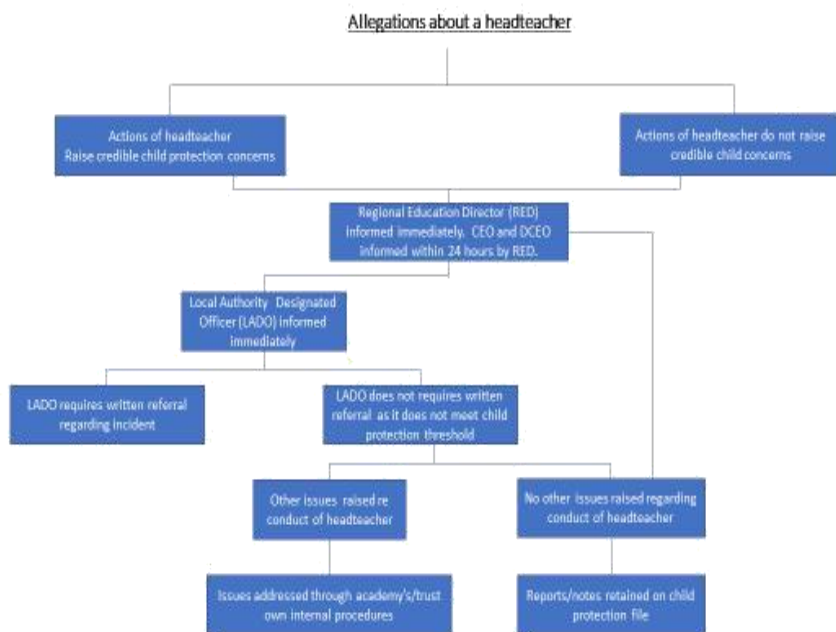 Allegations about a headteacher
Actions of headteacher
Raise credible child protection concerns
Actions of headteacher do not raise
credible child concerns
Regional Education Director (RED)
informed immediately. CEO and DCEO
informed within 24 hours by RED.
Local Authority Designated
Officer (LADO) informed
immediately
LADO requires written referral
regarding incident
LADO does not requires written
referral as it does not meet child
protection threshold
Other issues raised re
conduct of headteacher
No other issues raised regarding
conduct of headteacher
Issues addressed through academy's/trust
own internal procedures
Reports/notes retained on child
protection file